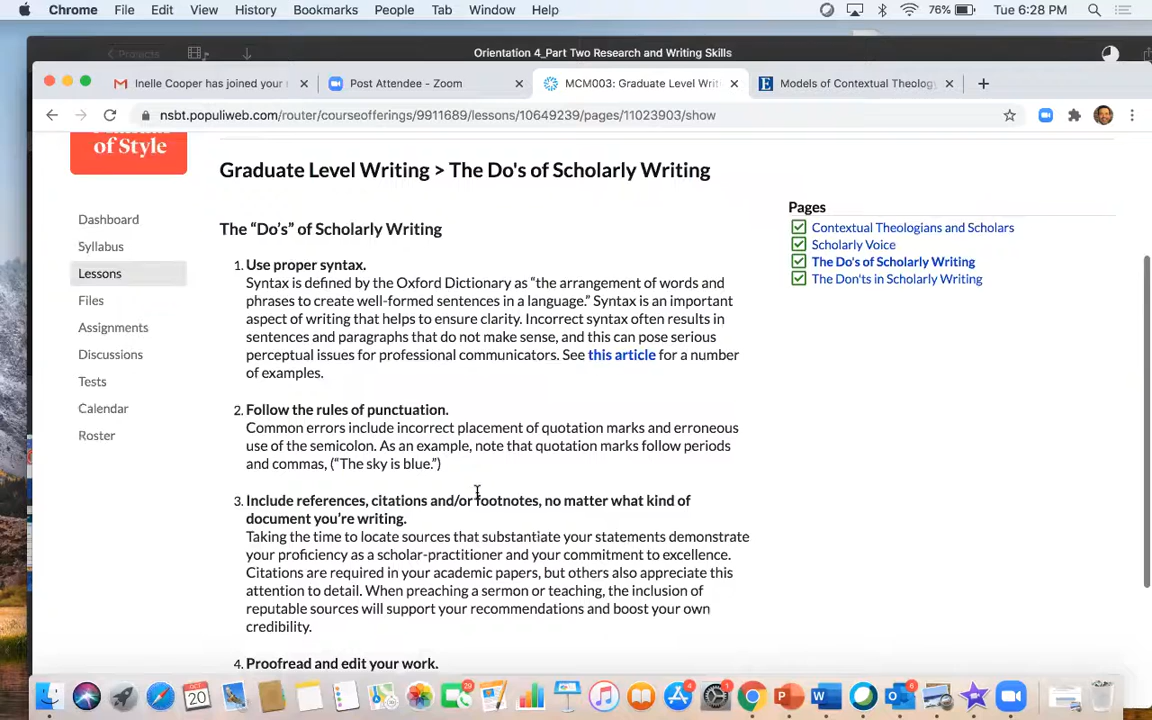 Chrome File Edit View History Bookmarks People Tab Window Help 76% Tue 6:28 PM
Projects
Orientation 4_Part Two Research and Writing Skills
Inelle Cooper has joined your
Post Attendee - Zoom
MCM003: Graduate Level Writ
Models of Contextual Theology
nsbt.populiweb.com/router/courseofferings/9911689/lessons/10649239/pages/11023903/show
of Style
Graduate Level Writing > The Do's of Scholarly Writing
Dashboard
Syllabus
Lessons
Files
Assignments
Discussions
Tests
Calendar
Roster
The “Do’s” of Scholarly Writing
1. Use proper syntax.
Syntax is defined by the Oxford Dictionary as “the arrangement of words and
phrases to create well-formed sentences in a language.” Syntax is an important
aspect of writing that helps to ensure clarity. Incorrect syntax often results in
sentences and paragraphs that do not make sense, and this can pose serious
perceptual issues for professional communicators. See this article for a number
of examples.
2. Follow the rules of punctuation.
Common errors include incorrect placement of quotation marks and erroneous
use of the semicolon. As an example, note that quotation marks follow periods
and commas, (“The sky is blue.”)
3. Include references, citations and/or footnotes, no matter what kind of
document you’re writing.
Taking the time to locate sources that substantiate your statements demonstrate
your proficiency as a scholar-practitioner and your commitment to excellence.
Citations are required in your academic papers, but others also appreciate this
attention to detail. When preaching a sermon or teaching, the inclusion of
reputable sources will support your recommendations and boost your own
credibility.
4. Proofread and edit your work.
Pages
Contextual Theologians and Scholars
Scholarly Voice
The Do's of Scholarly Writing
The Don'ts in Scholarly Writing
OCT
20
29
4
1
6